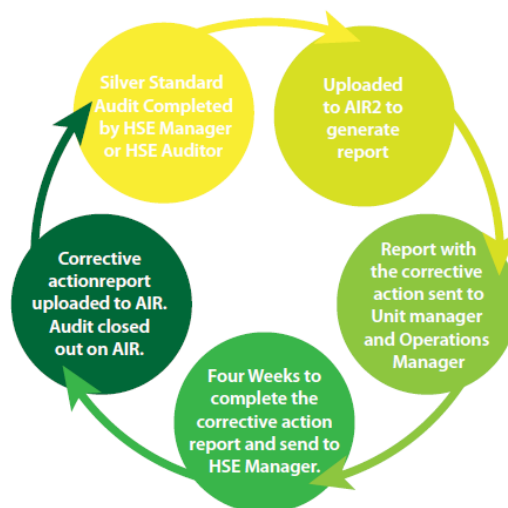 Silver Standard
Audit Completed
by HSE Manager
or HSE Auditor
Uploaded
to AIR2 to
generate
report
Report with
the corrective
action sent to
Unit manager
and Operations
Manager
Four Weeks to
complete the
corrective action
report and send to
HSE Manager.
Corrective
actionreport
uploaded to AIR.
Audit closed
out on AIR.